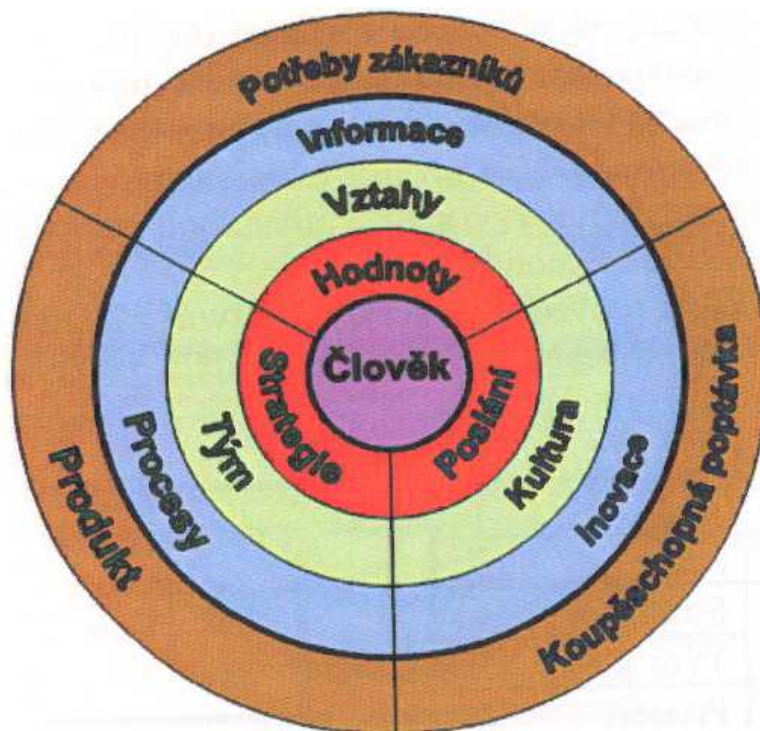 Potřeby zákazníků
Informace
Vztahy
Hodnoty
Člověk
Strategie
Poslání
Tým
Kultura
Procesy
Inovace
Produkt
Koupěschopná poptávka